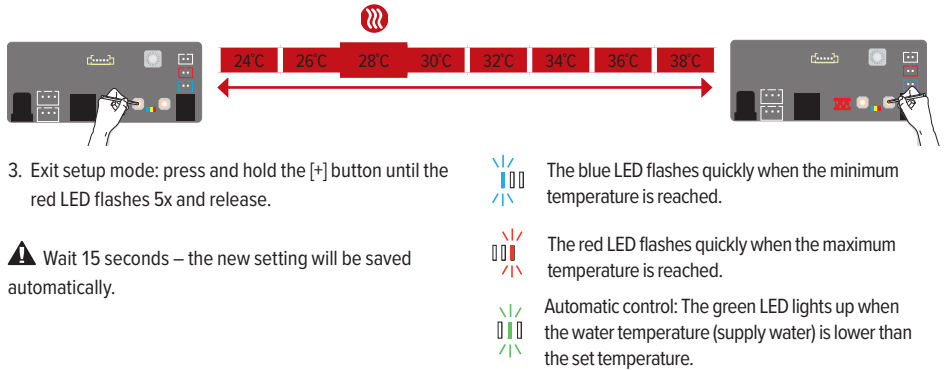 24°C 26°C 28°C 30°C 32°C 34°C 36°C 38°C
3. Exit setup mode: press and hold the [+] button until the
red LED flashes 5x and release.
Wait 15 seconds – the new setting will be saved
automatically.
The blue LED flashes quickly when the minimum
temperature is reached.
The red LED flashes quickly when the maximum
temperature is reached.
Automatic control: The green LED lights up when
the water temperature (supply water) is lower than
the set temperature.